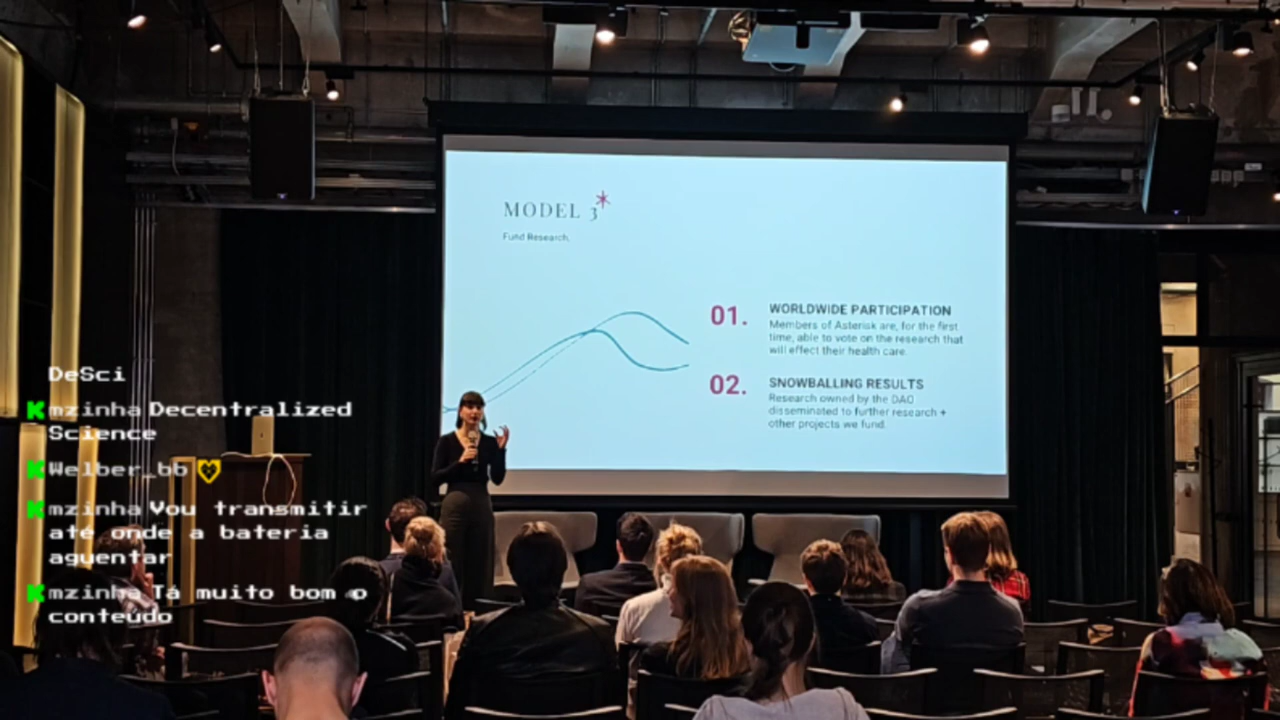 MODEL 3*
Fund Research,
01. WORLDWIDE PARTICIPATION
Members of Asterisk are, for the first
time, able to vote on the research that
will effect their health care.
02. SNOWBALLING RESULTS
Research owned by the DAO
disseminated to further research +
other projects we fund.
DeSci
K mzinha Decentralized
Science
K Welber_bb
K mzinha Vou transmitir
até onde a bateria
aguentar
K mzinha Tá muito bom o
conteúdo